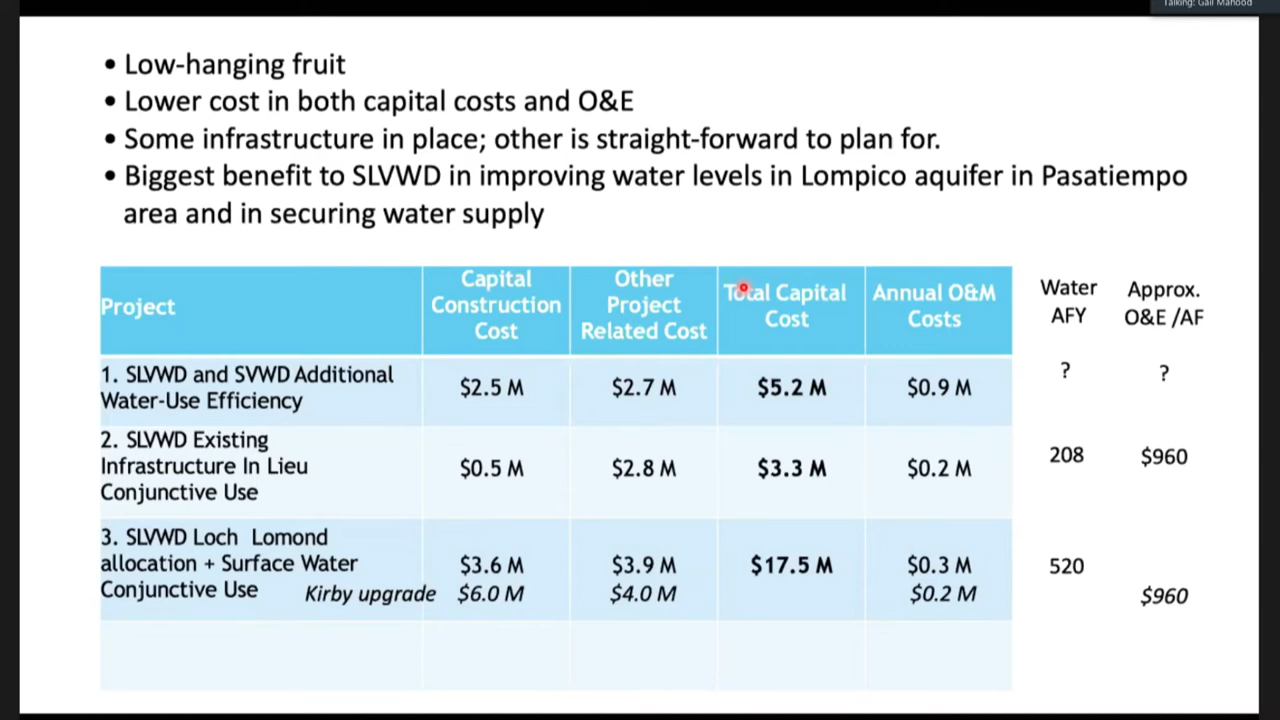 Talking: Gail Mahood
• Low-hanging fruit
• Lower cost in both capital costs and O&E
• Some infrastructure in place; other is straight-forward to plan for.
• Biggest benefit to SLVWD in improving water levels in Lompico aquifer in Pasatiempo
area and in securing water supply
Project
Capital
Construction
Cost
Other
Project
Related Cost
Total Capital
Cost
Annual O&M
Costs
Water
AFY
Approx.
O&E /AF
1. SLVWD and SVWD Additional
Water-Use Efficiency
$2.5 M
$2.7 M
$5.2 M
$0.9 M
?
?
2. SLVWD Existing
Infrastructure In Lieu
Conjunctive Use
$0.5 M
$2.8 M
$3.3 M
$0.2 M
208
$960
3. SLVWD Loch Lomond
allocation + Surface Water
Conjunctive Use
$3.6 M
$3.9 M
$17.5 M
$0.3 M
520
Kirby upgrade
$6.0 M
$4.0 M
$0.2 M
$960